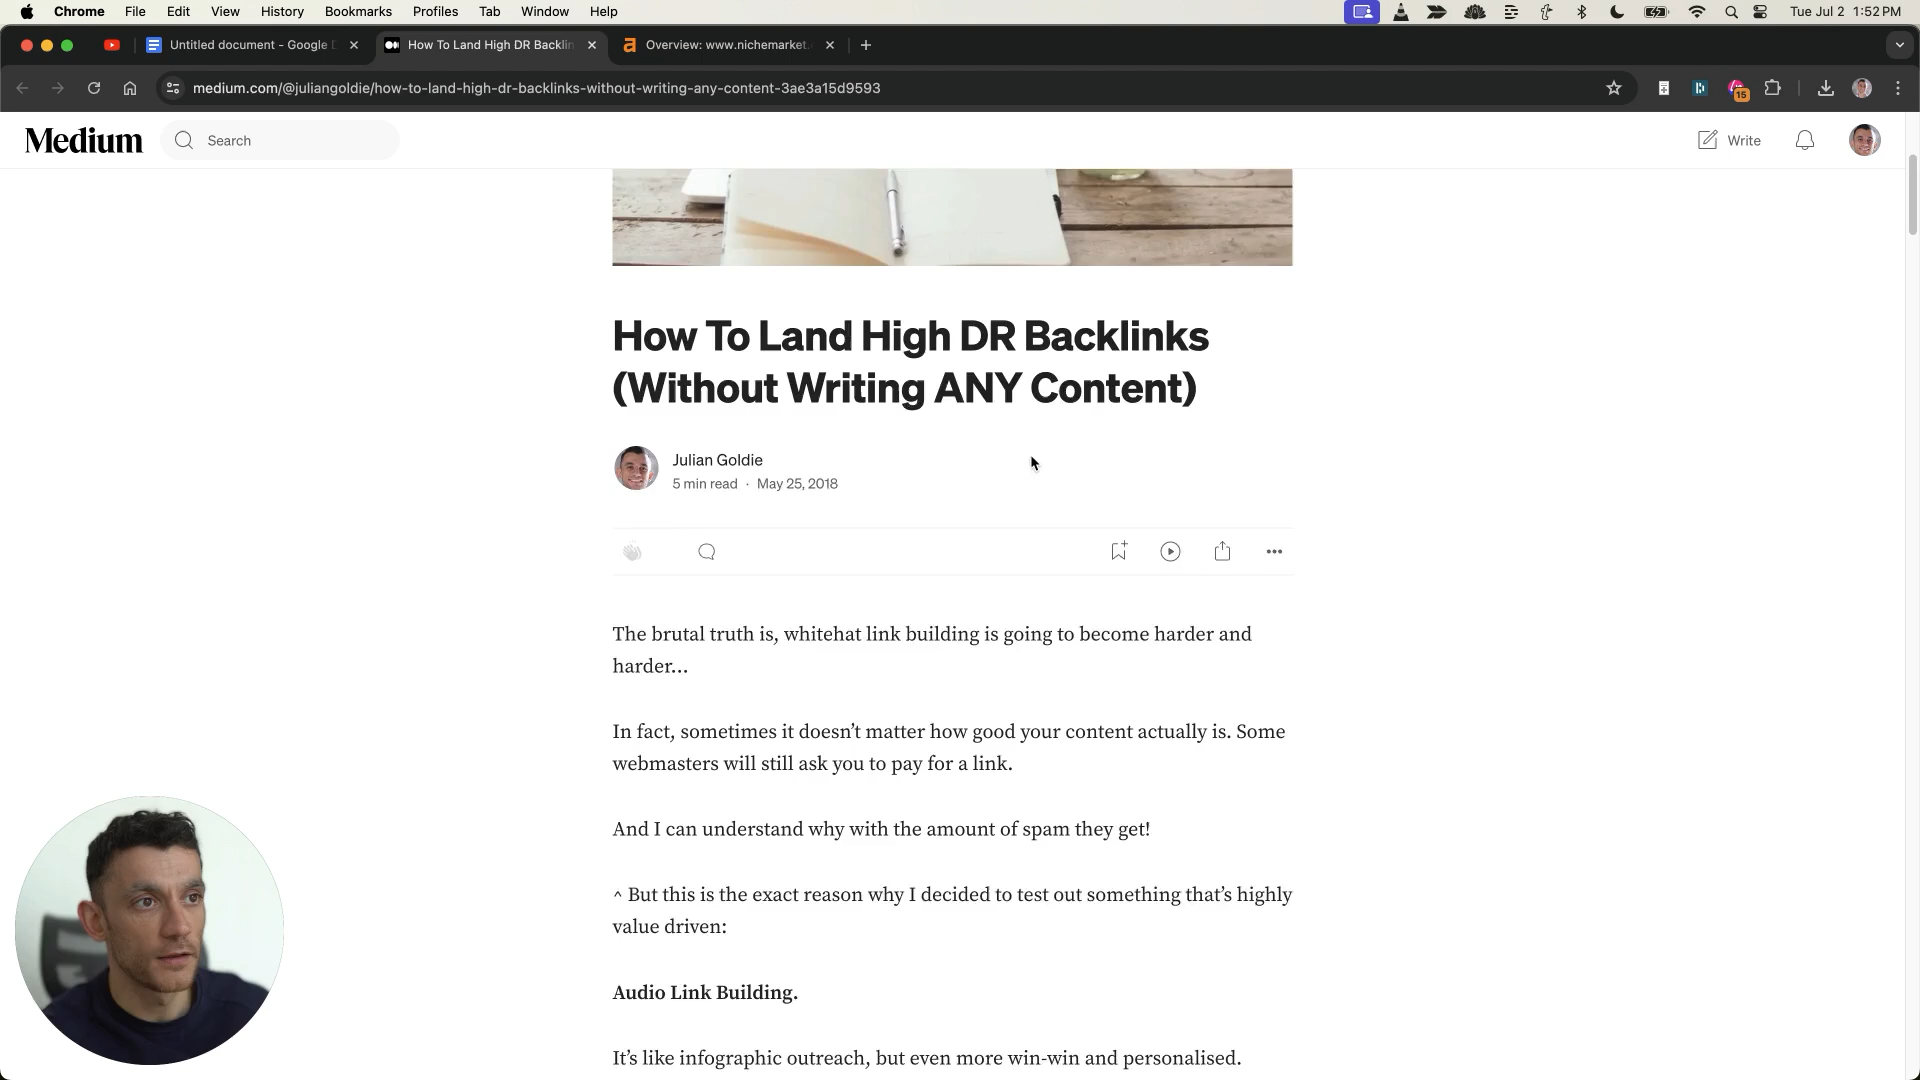 Chrome File Edit View History Bookmarks Profiles Tab Window Help
Tue Jul 2 1:52 PM
Untitled document - Google D
How To Land High DR Backlin
Overview: www.nichemarket.
medium.com/@juliangoldie/how-to-land-high-dr-backlinks-without-writing-any-content-3ae3a15d9593
15
Medium
Search
Write
How To Land High DR Backlinks
(Without Writing ANY Content)
Julian Goldie
5 min read · May 25, 2018
The brutal truth is, whitehat link building is going to become harder and
harder…
In fact, sometimes it doesn’t matter how good your content actually is. Some
webmasters will still ask you to pay for a link.
And I can understand why with the amount of spam they get!
^ But this is the exact reason why I decided to test out something that’s highly
value driven:
Audio Link Building.
It’s like infographic outreach, but even more win-win and personalised.